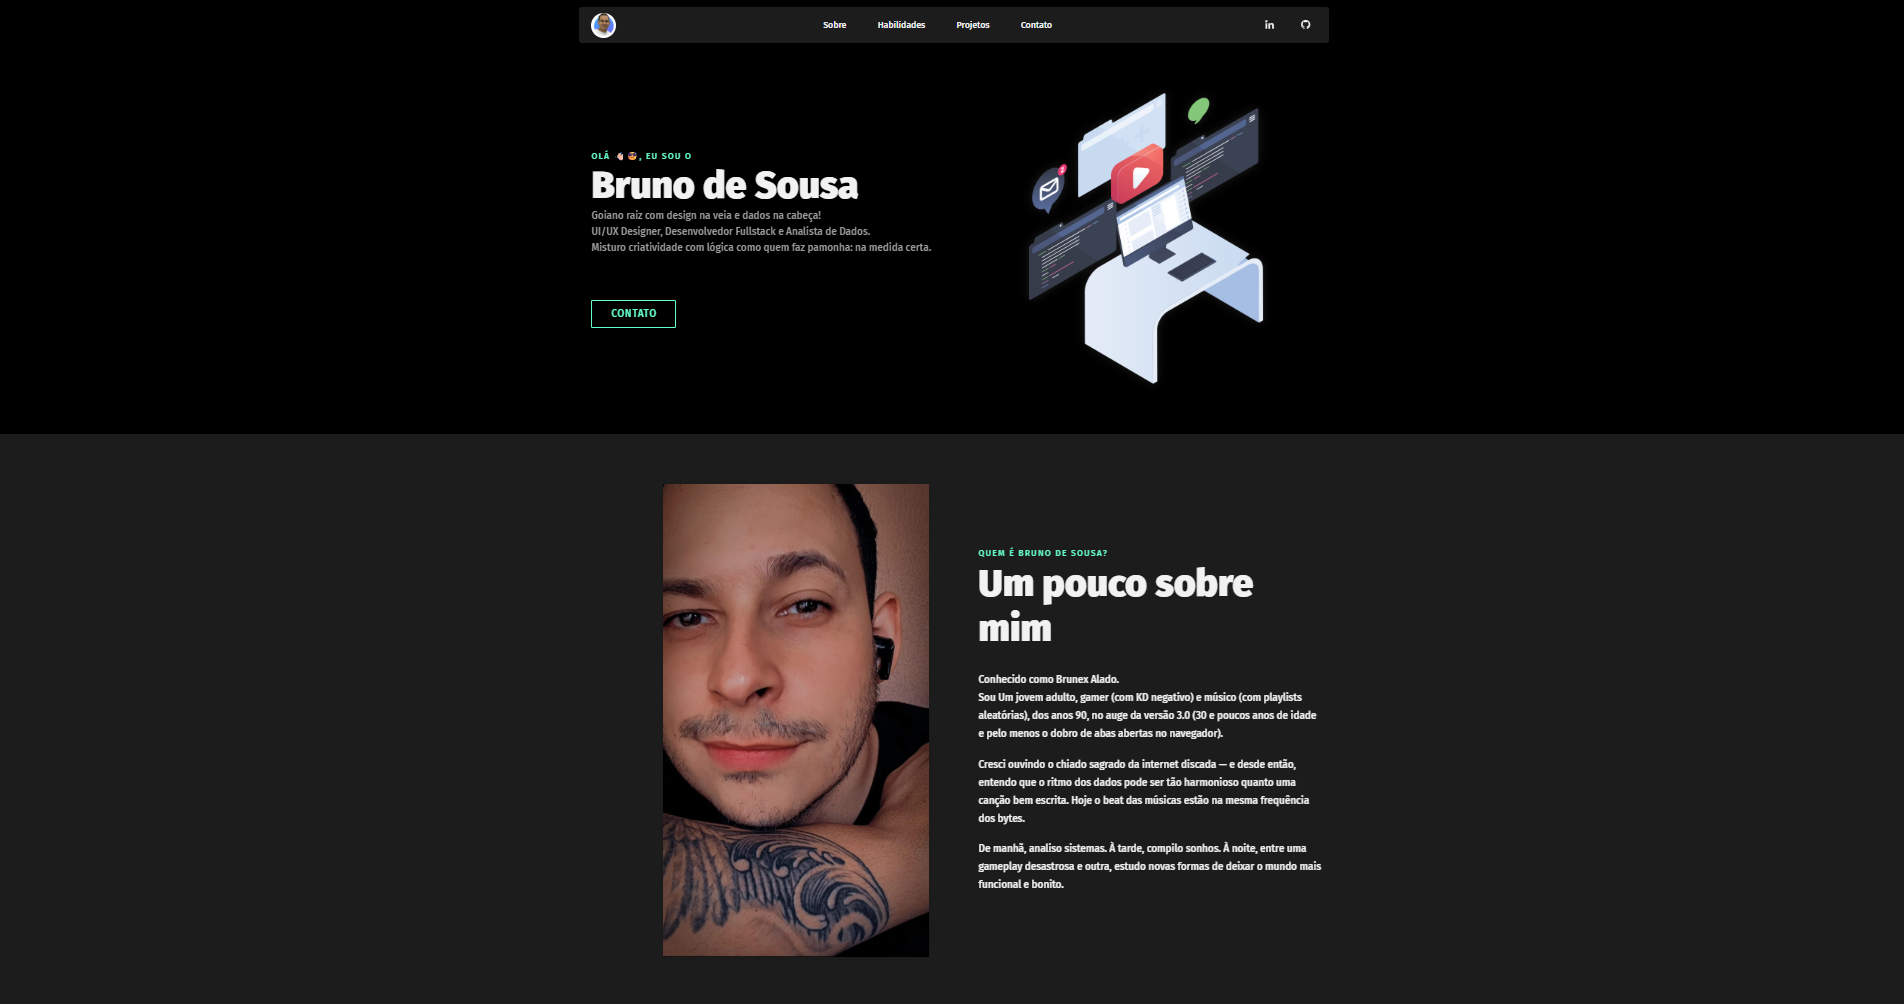 Sobre
Habilidades
Projetos
Contato
OLÁ 👋🏻 😎, EU SOU O
Bruno de Sousa
Goiano raiz com design na veia e dados na cabeça!
UI/UX Designer, Desenvolvedor Fullstack e Analista de Dados.
Misturo criatividade com lógica como quem faz pamonha: na medida certa.
CONTATO
QUEM É BRUNO DE SOUSA?
Um pouco sobre
mim
Conhecido como Brunex Alado.
Sou Um jovem adulto, gamer (com KD negativo) e músico (com playlists
aleatórias), dos anos 90, no auge da versão 3.0 (30 e poucos anos de idade
e pelo menos o dobro de abas abertas no navegador).
Cresci ouvindo o chiado sagrado da internet discada — e desde então,
entendo que o ritmo dos dados pode ser tão harmonioso quanto uma
canção bem escrita. Hoje o beat das músicas estão na mesma frequência
dos bytes.
De manhã, analiso sistemas. À tarde, compilo sonhos. À noite, entre uma
gameplay desastrosa e outra, estudo novas formas de deixar o mundo mais
funcional e bonito.